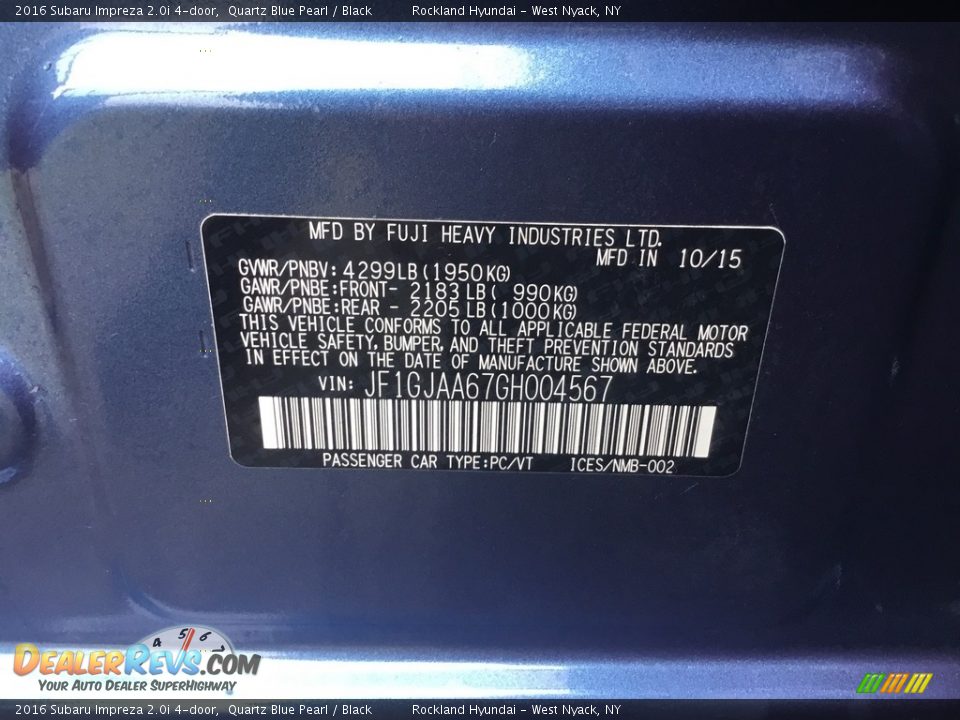 2016 Subaru Impreza 2.0i 4-door, Quartz Blue Pearl / Black Rockland Hyundai - West Nyack, NY
MFD BY FUJI HEAVY INDUSTRIES LTD.
MFD IN 10/15
GVWR/PNBV: 4299LB(1950KG)
GAWR/PNBE:FRONT- 2183LB( 990KG)
GAWR/PNBE:REAR - 2205LB(1000KG)
THIS VEHICLE CONFORMS TO ALL APPLICABLE FEDERAL MOTOR
VEHICLE SAFETY, BUMPER, AND THEFT PREVENTION STANDARDS
IN EFFECT ON THE DATE OF MANUFACTURE SHOWN ABOVE.
VIN: JF1GJAA67GH004567
PASSENGER CAR TYPE:PC/VT ICES/NMB-002
4 5 6 7
DEALERREVS.COM
YOUR AUTO DEALER SUPERHIGHWAY
2016 Subaru Impreza 2.0i 4-door, Quartz Blue Pearl / Black Rockland Hyundai - West Nyack, NY